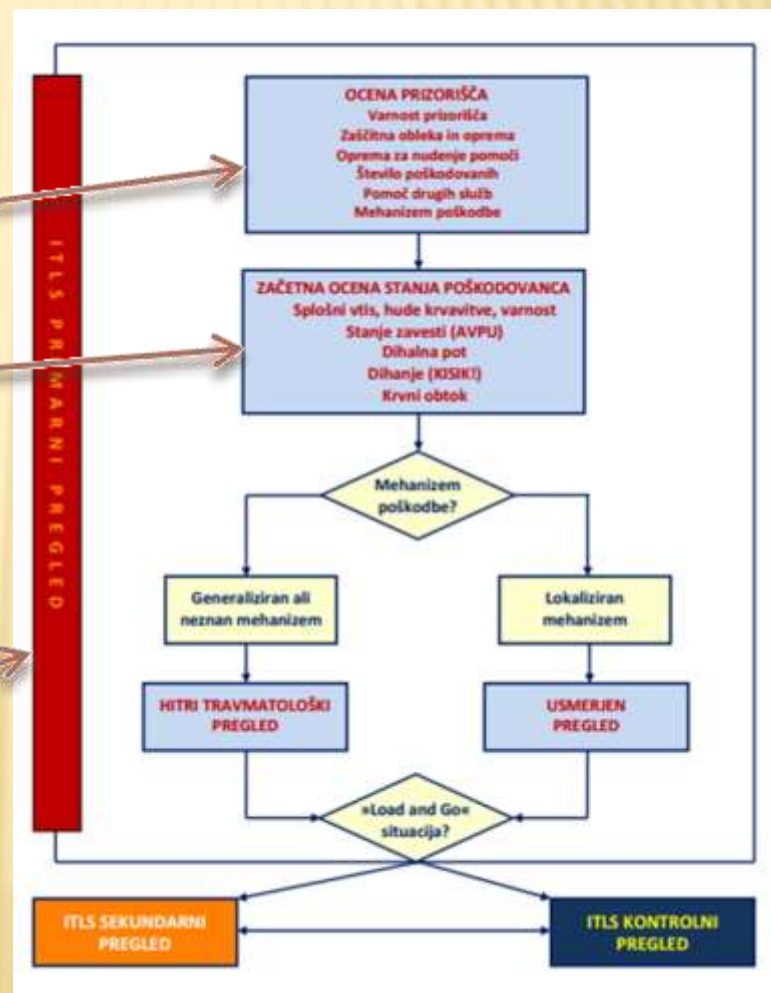 ITLS PRIMARNI PREGLED
OCENA PRIZORIŠČA
Varnost prizorišča
Zaščitna obleka in oprema
Oprema za nudenje pomoči
Število poškodovanih
Pomoč drugih služb
Mehanizem poškodbe
ZAČETNA OCENA STANJA POŠKODOVANCA
Splošni vtis, hude krvavitve, varnost
Stanje zavesti (AVPU)
Dihalna pot
Dihanje (KISIK!)
Krvni obtok
Mehanizem
poškodbe?
Generaliziran ali
neznan mehanizem
Lokaliziran
mehanizem
HITRI TRAVMATOLOŠKI
PREGLED
USMERJEN
PREGLED
»Load and Go«
situacija?
ITLS SEKUNDARNI
PREGLED
ITLS KONTROLNI
PREGLED